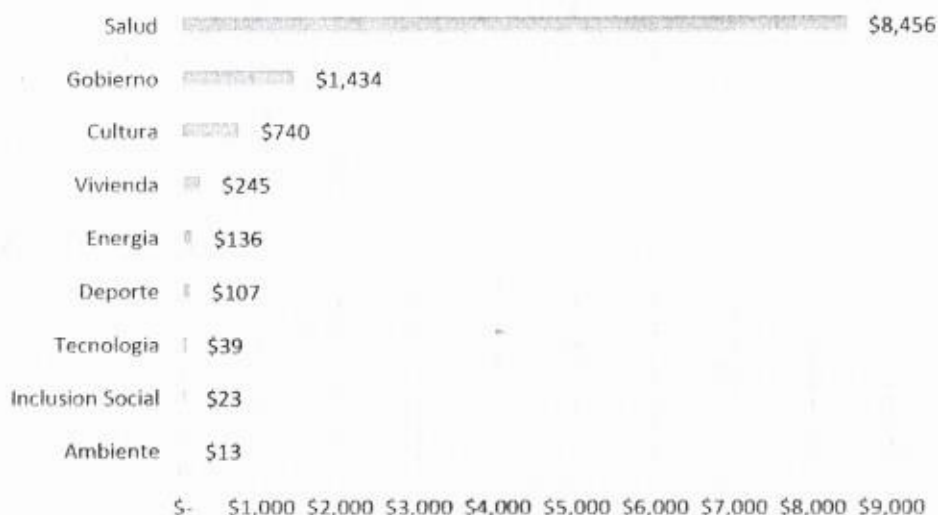 Salud $8,456
Gobierno $1,434
Cultura $740
Vivienda $245
Energia $136
Deporte $107
Tecnologia $39
Inclusion Social $23
Ambiente $13
$- $1,000 $2,000 $3,000 $4,000 $5,000 $6,000 $7,000 $8,000 $9,000